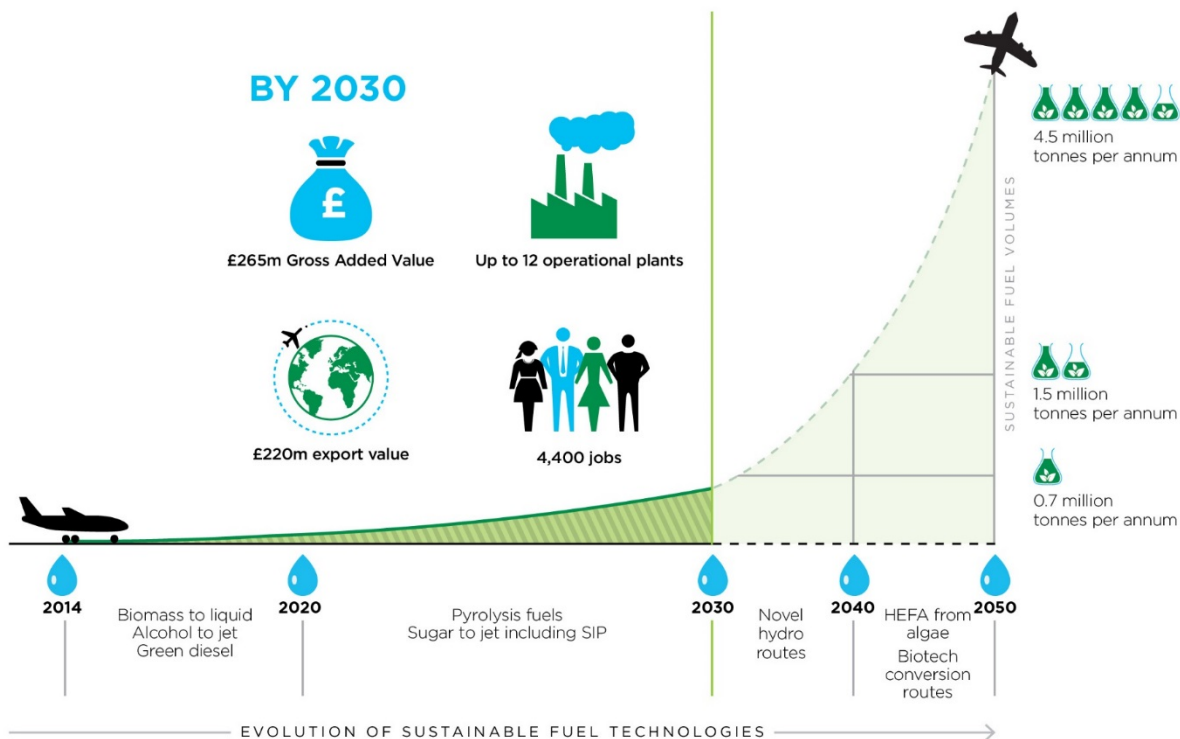 BY 2030
£
£265m Gross Added Value
Up to 12 operational plants
£220m export value
4,400 jobs
4.5 million
tonnes per annum
SUSTAINABLE FUEL VOLUMES
1.5 million
tonnes per annum
0.7 million
tonnes per annum
2014
2020
2030
2040
2050
Biomass to liquid
Alcohol to jet
Green diesel
Pyrolysis fuels
Sugar to jet including SIP
Novel
hydro
routes
HEFA from
algae
Biotech
conversion
routes
EVOLUTION OF SUSTAINABLE FUEL TECHNOLOGIES